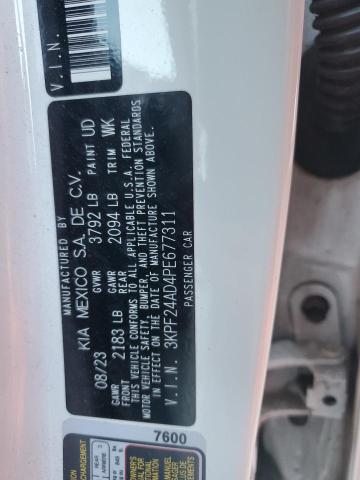 V.I.N.
MANUFACTURED BY
KIA MEXICO S.A. DE C.V.
08/23 GVWR 3792 LB PAINT UD
GAWR FRONT 2183 LB GAWR REAR 2094 LB TRIM WK
THIS VEHICLE CONFORMS TO ALL APPLICABLE U.S.A. FEDERAL
MOTOR VEHICLE SAFETY, BUMPER, AND THEFT PREVENTION STANDARDS
IN EFFECT ON THE DATE OF MANUFACTURE SHOWN ABOVE.
V.I.N. 3KPF24AD4PE677311
PASSENGER CAR
7600
REAR